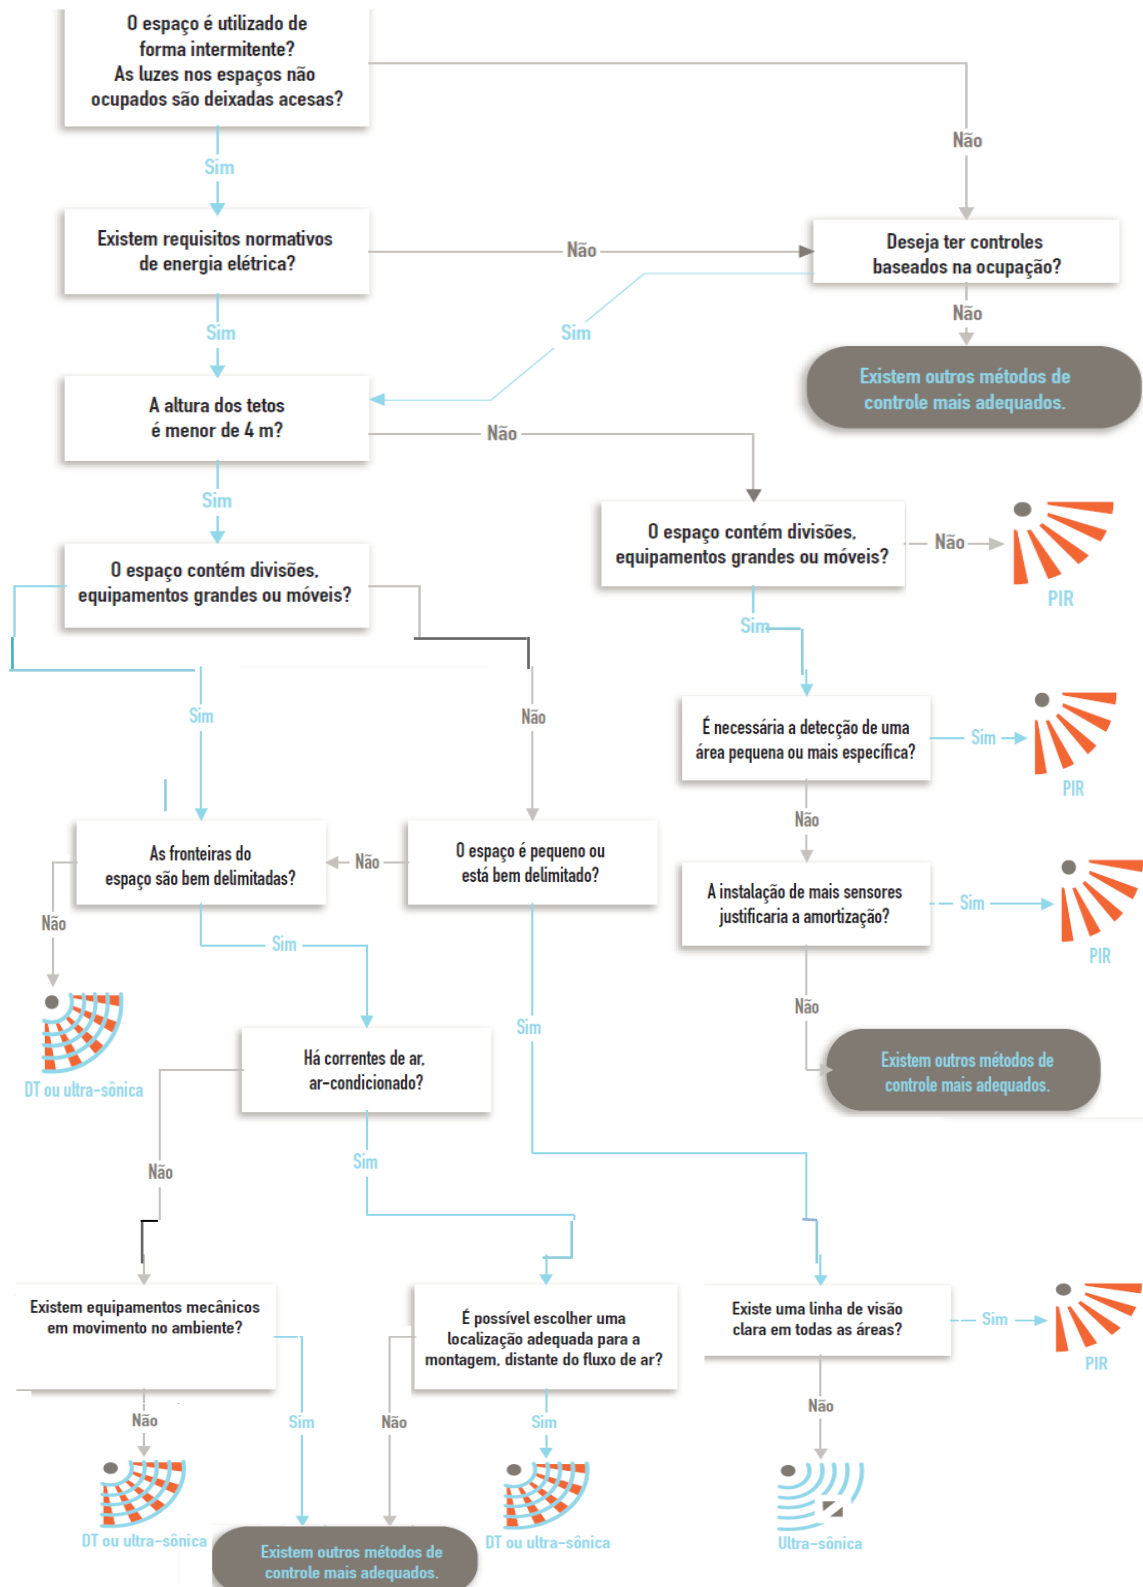 O espaço é utilizado de
forma intermitente?
As luzes nos espaços não
ocupados são deixadas acesas?
Não
Sim
Existem requisitos normativos
de energia elétrica?
Não
Deseja ter controles
baseados na ocupação?
Sim
Sim
Não
Existem outros métodos de
controle mais adequados.
A altura dos tetos
é menor de 4 m?
Não
Sim
O espaço contém divisões,
equipamentos grandes ou móveis?
Não
PIR
O espaço contém divisões,
equipamentos grandes ou móveis?
Sim
Sim
Não
É necessária a detecção de uma
área pequena ou mais específica?
Sim
PIR
Não
As fronteiras do
espaço são bem delimitadas?
Não
O espaço é pequeno ou
está bem delimitado?
A instalação de mais sensores
justificaria a amortização?
Sim
PIR
Não
Sim
Não
Sim
DT ou ultra-sônica
Há correntes de ar,
ar-condicionado?
Existem outros métodos de
controle mais adequados.
Não
Sim
Existem equipamentos mecânicos
em movimento no ambiente?
É possível escolher uma
localização adequada para a
montagem, distante do fluxo de ar?
Existe uma linha de visão
clara em todas as áreas?
Sim
PIR
Não
Sim
Não
Sim
Não
DT ou ultra-sônica
DT ou ultra-sônica
Ultra-sônica
Existem outros métodos de
controle mais adequados.